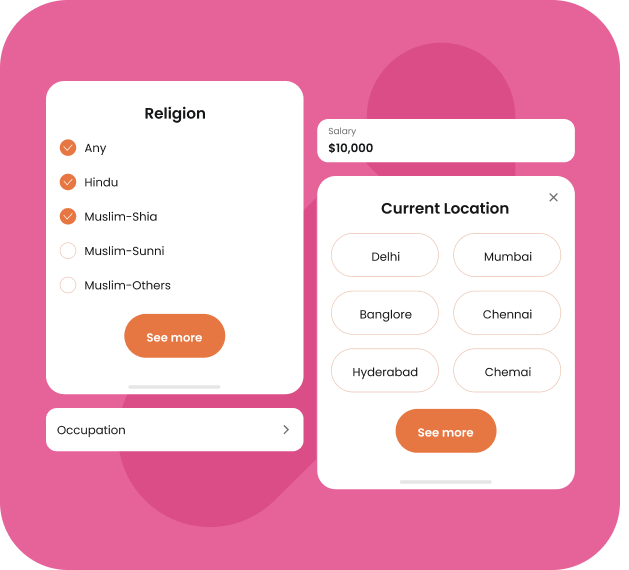 Religion
Any
Hindu
Muslim-Shia
Muslim-Sunni
Muslim-Others
See more
Occupation
Salary
$10,000
Current Location
Delhi
Mumbai
Banglore
Chennai
Hyderabad
Chemai
See more